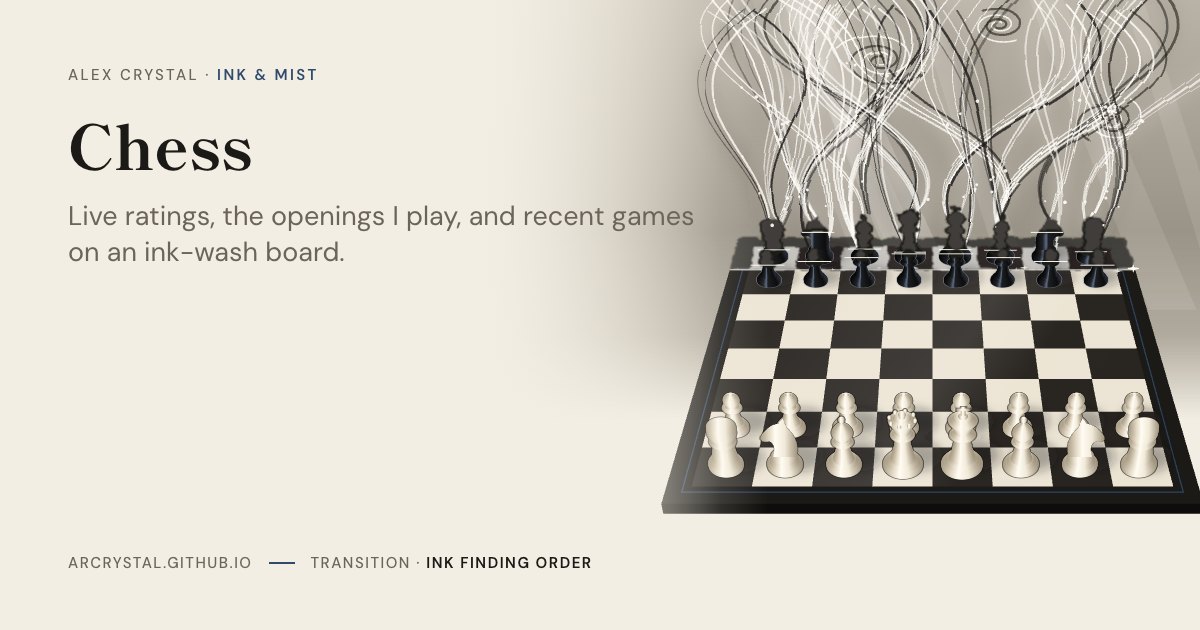 ALEX CRYSTAL · INK & MIST
Chess
Live ratings, the openings I play, and recent games
on an ink-wash board.
ARCRYSTAL.GITHUB.IO — TRANSITION · INK FINDING ORDER